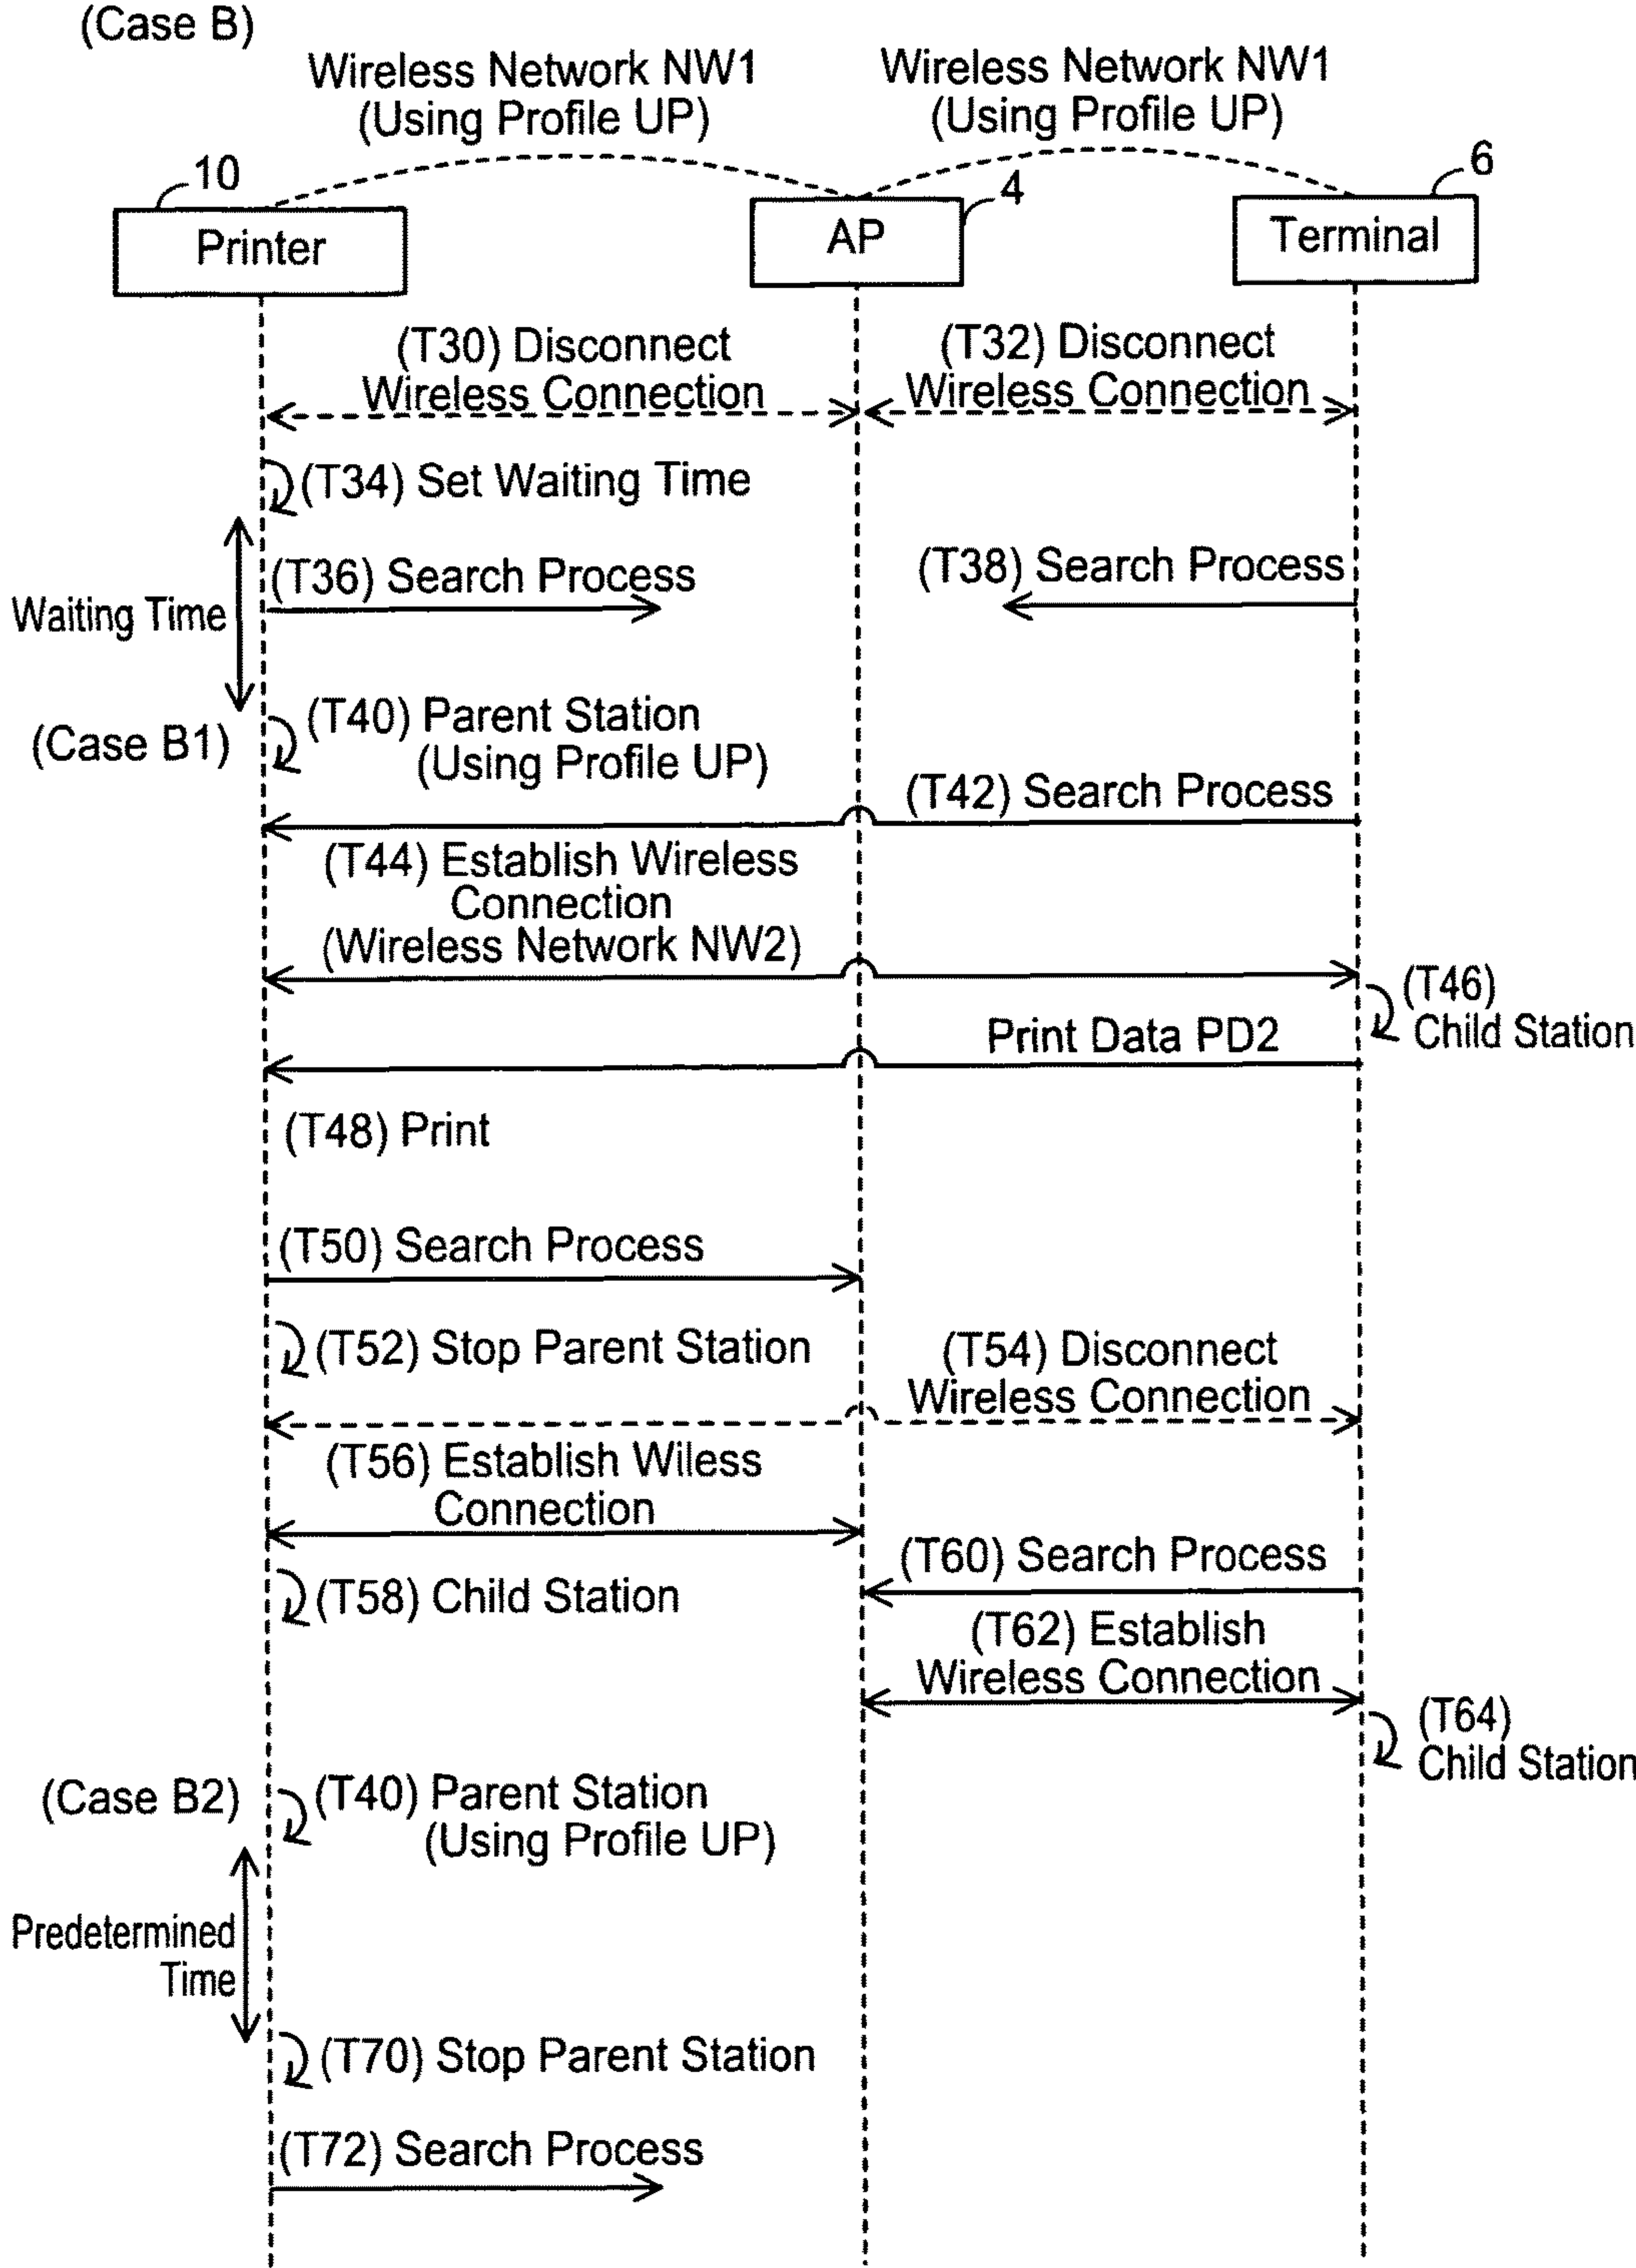 (Case B)
Wireless Network NW1
(Using Profile UP)
Wireless Network NW1
(Using Profile UP)
10
4
6
Printer
AP
Terminal
(T30) Disconnect
Wireless Connection
(T32) Disconnect
Wireless Connection
(T34) Set Waiting Time
(T36) Search Process
(T38) Search Process
Waiting Time
(Case B1)
(T40) Parent Station
(Using Profile UP)
(T42) Search Process
(T44) Establish Wireless
Connection
(Wireless Network NW2)
(T46)
Child Station
Print Data PD2
(T48) Print
(T50) Search Process
(T52) Stop Parent Station
(T54) Disconnect
Wireless Connection
(T56) Establish Wiless
Connection
(T60) Search Process
(T58) Child Station
(T62) Establish
Wireless Connection
(T64)
Child Station
(Case B2)
(T40) Parent Station
(Using Profile UP)
Predetermined
Time
(T70) Stop Parent Station
(T72) Search Process